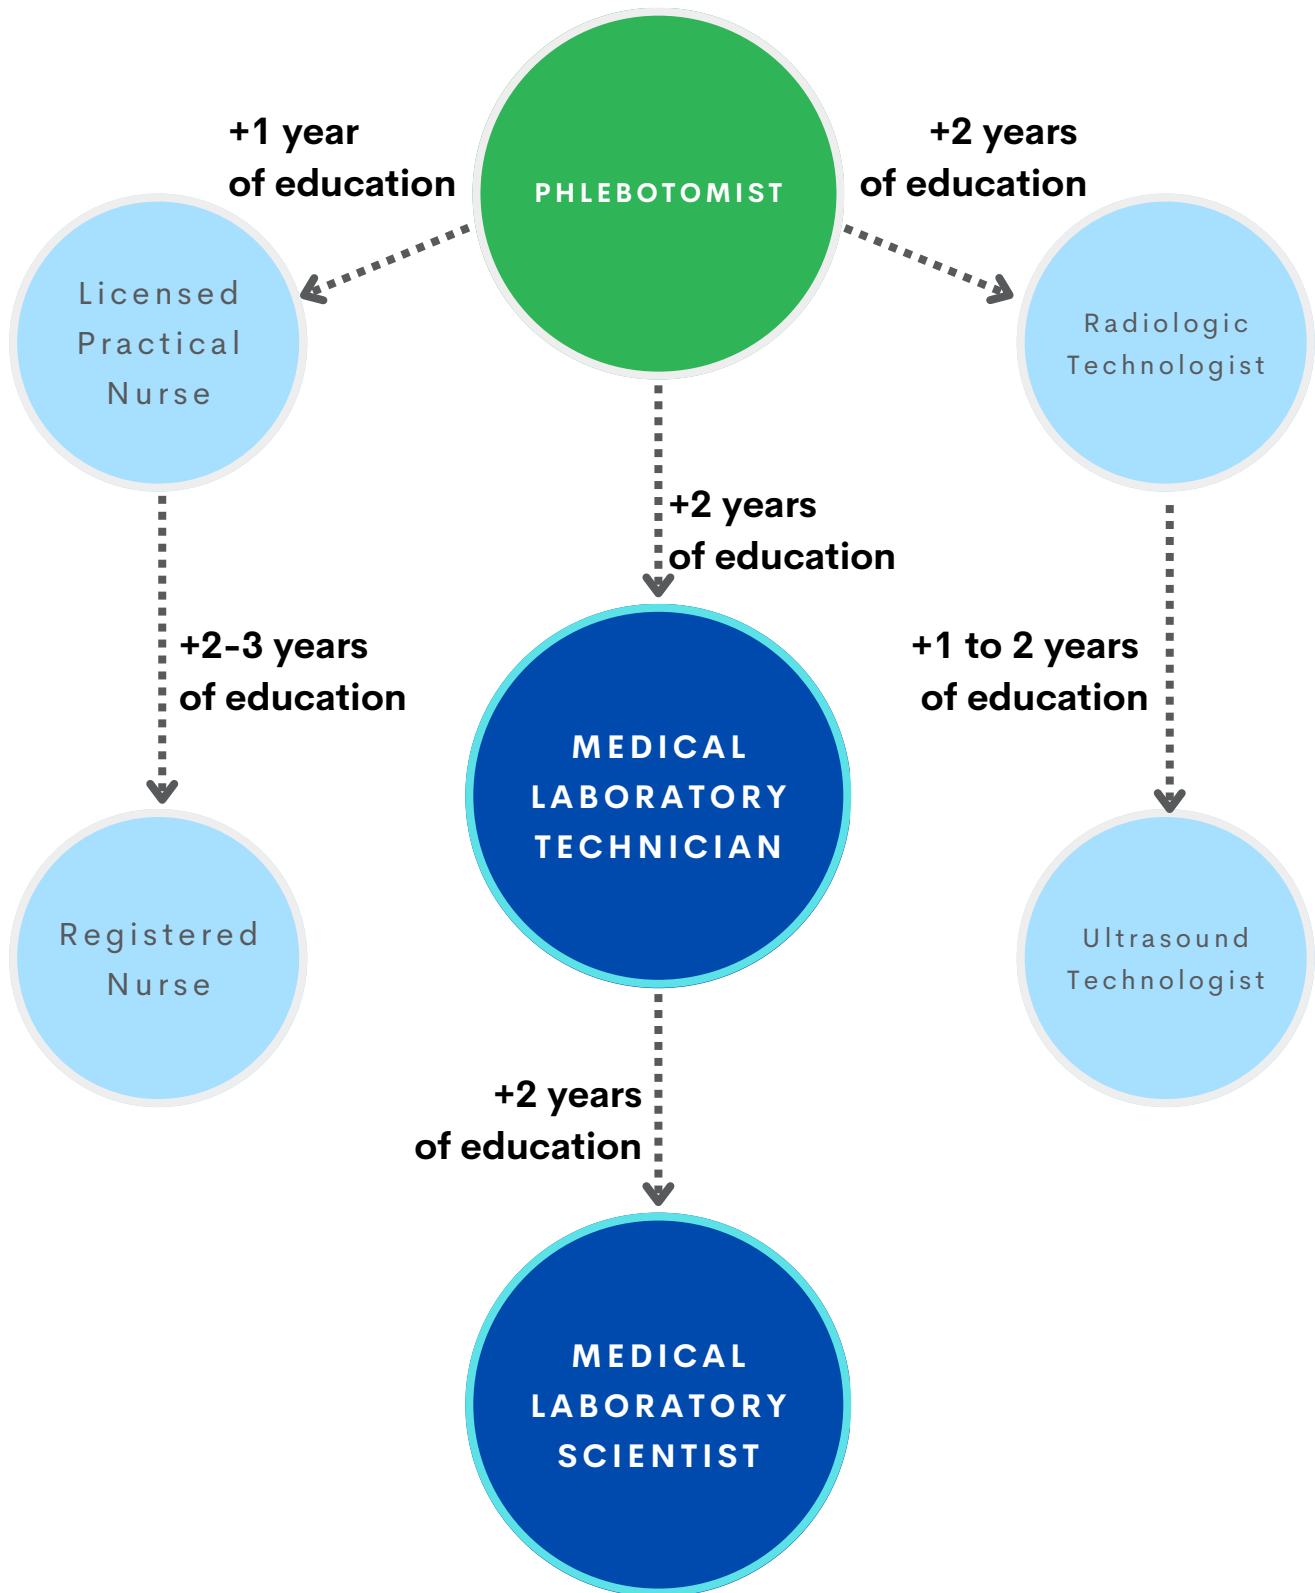 +1 year
of education
PHLEBOTOMIST
+2 years
of education
Licensed
Practical
Nurse
Radiologic
Technologist
+2 years
of education
+2-3 years
of education
+1 to 2 years
of education
MEDICAL
LABORATORY
TECHNICIAN
Registered
Nurse
Ultrasound
Technologist
+2 years
of education
MEDICAL
LABORATORY
SCIENTIST